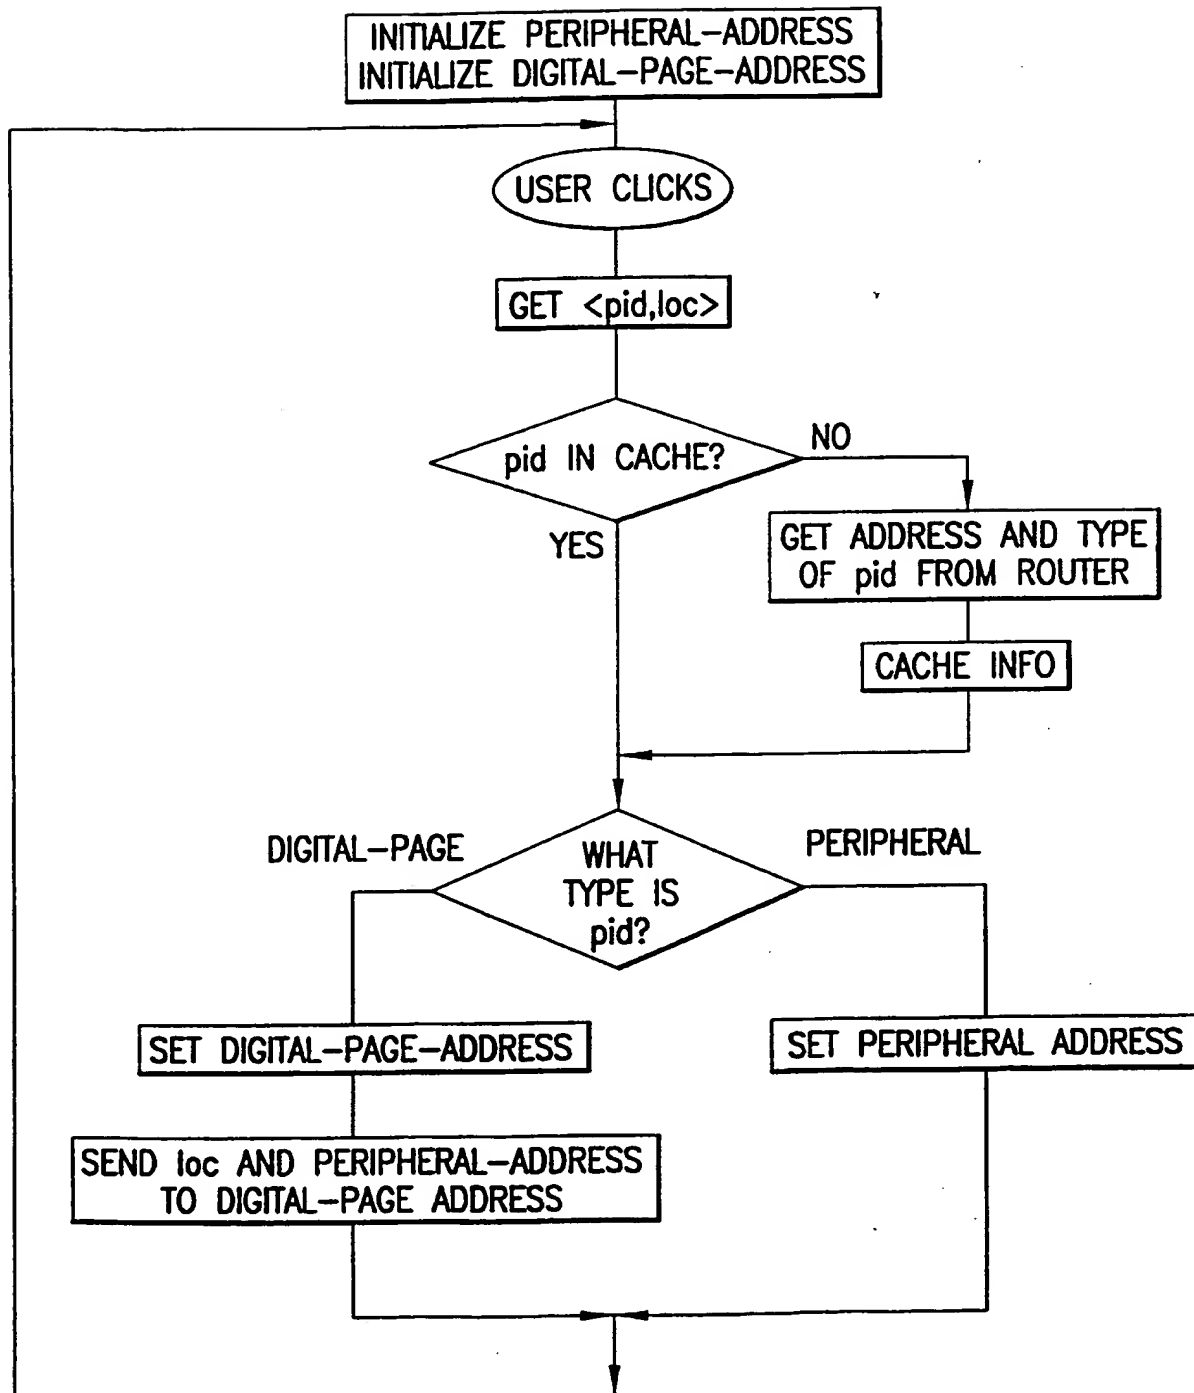 INITIALIZE PERIPHERAL-ADDRESS
INITIALIZE DIGITAL-PAGE-ADDRESS
USER CLICKS
GET <pid,loc>
pid IN CACHE?
NO
YES
GET ADDRESS AND TYPE
OF pid FROM ROUTER
CACHE INFO
DIGITAL-PAGE
WHAT
TYPE IS
pid?
PERIPHERAL
SET DIGITAL-PAGE-ADDRESS
SET PERIPHERAL ADDRESS
SEND loc AND PERIPHERAL-ADDRESS
TO DIGITAL-PAGE ADDRESS